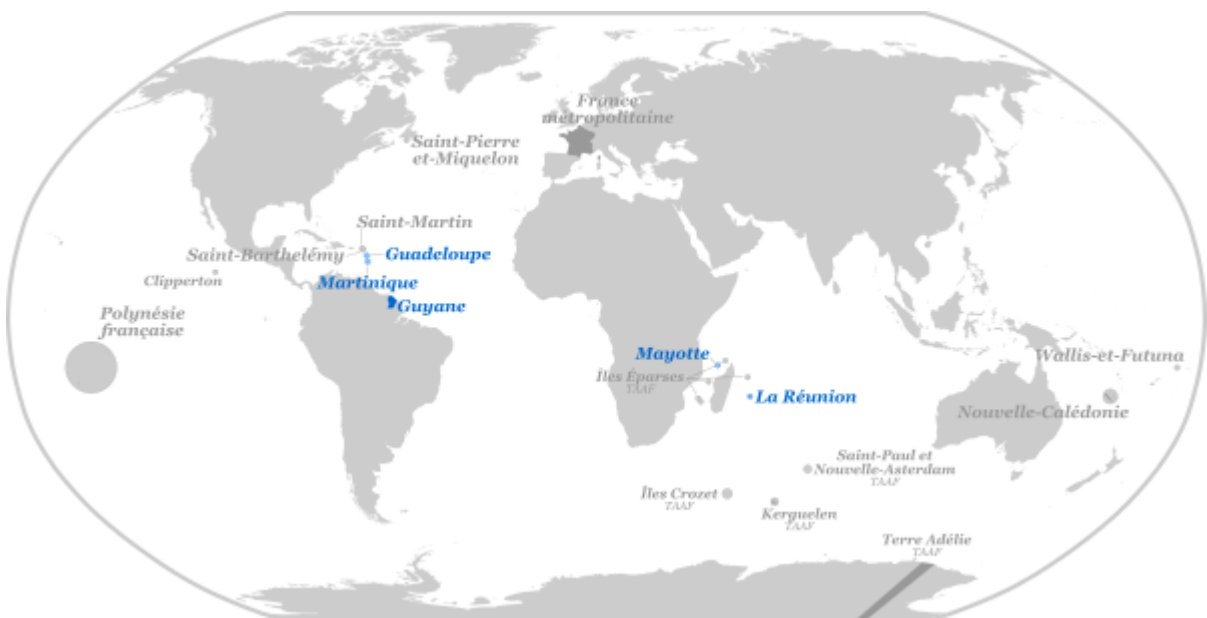 France
métropolitaine
Saint-Pierre
et-Miquelon
Saint-Martin
Saint-Barthelémy
Guadeloupe
Clipperton
Martinique
Guyane
Polynésie
française
Mayotte
Wallis-et-Futuna
Îles Éparses
TAAF
La Réunion
Nouvelle-Calédonie
Saint-Paul et
Nouvelle-Asterdam
TAAF
Îles Crozet
TAAF
Kerguelen
TAAF
Terre Adélie
TAAF